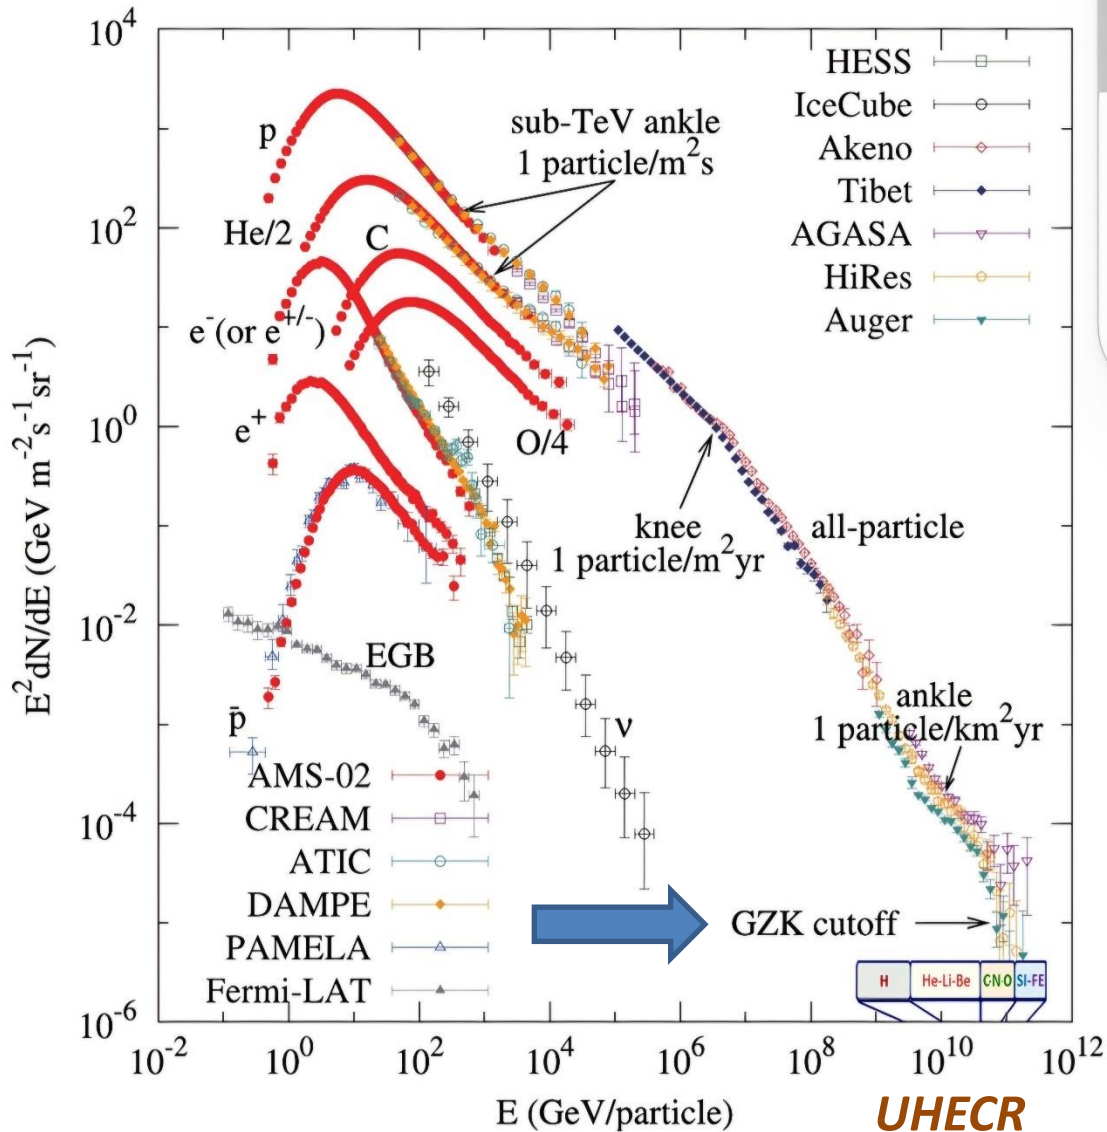 10^4
10^2
10^0
10^-2
10^-4
10^-6
E^2dN/dE (GeV m^-2s^-1sr^-1)
HESS
IceCube
Akeno
Tibet
AGASA
HiRes
Auger
sub-TeV ankle
1 particle/m^2s
p
He/2
C
e^-(or e^+/-)
e^+
O/4
knee
1 particle/m^2yr
all-particle
EGB
ankle
1 particle/km^2yr
p̄
ν
AMS-02
CREAM
ATIC
DAMPE
PAMELA
Fermi-LAT
GZK cutoff
H He-Li-Be C-N-O SI-FE
10^-2 10^0 10^2 10^4 10^6 10^8 10^10 10^12
E (GeV/particle)
UHECR